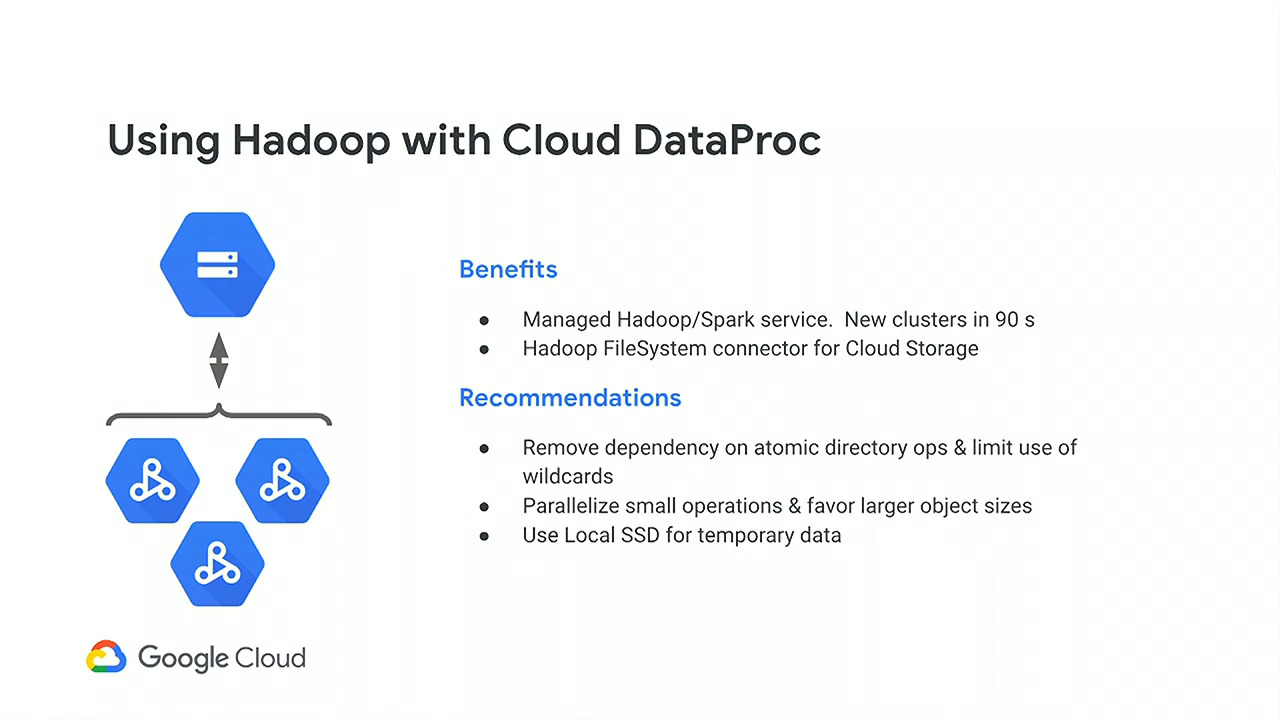 Using Hadoop with Cloud DataProc
Benefits
● Managed Hadoop/Spark service.  New clusters in 90 s
● Hadoop FileSystem connector for Cloud Storage
Recommendations
● Remove dependency on atomic directory ops & limit use of
wildcards
● Parallelize small operations & favor larger object sizes
● Use Local SSD for temporary data
Google Cloud